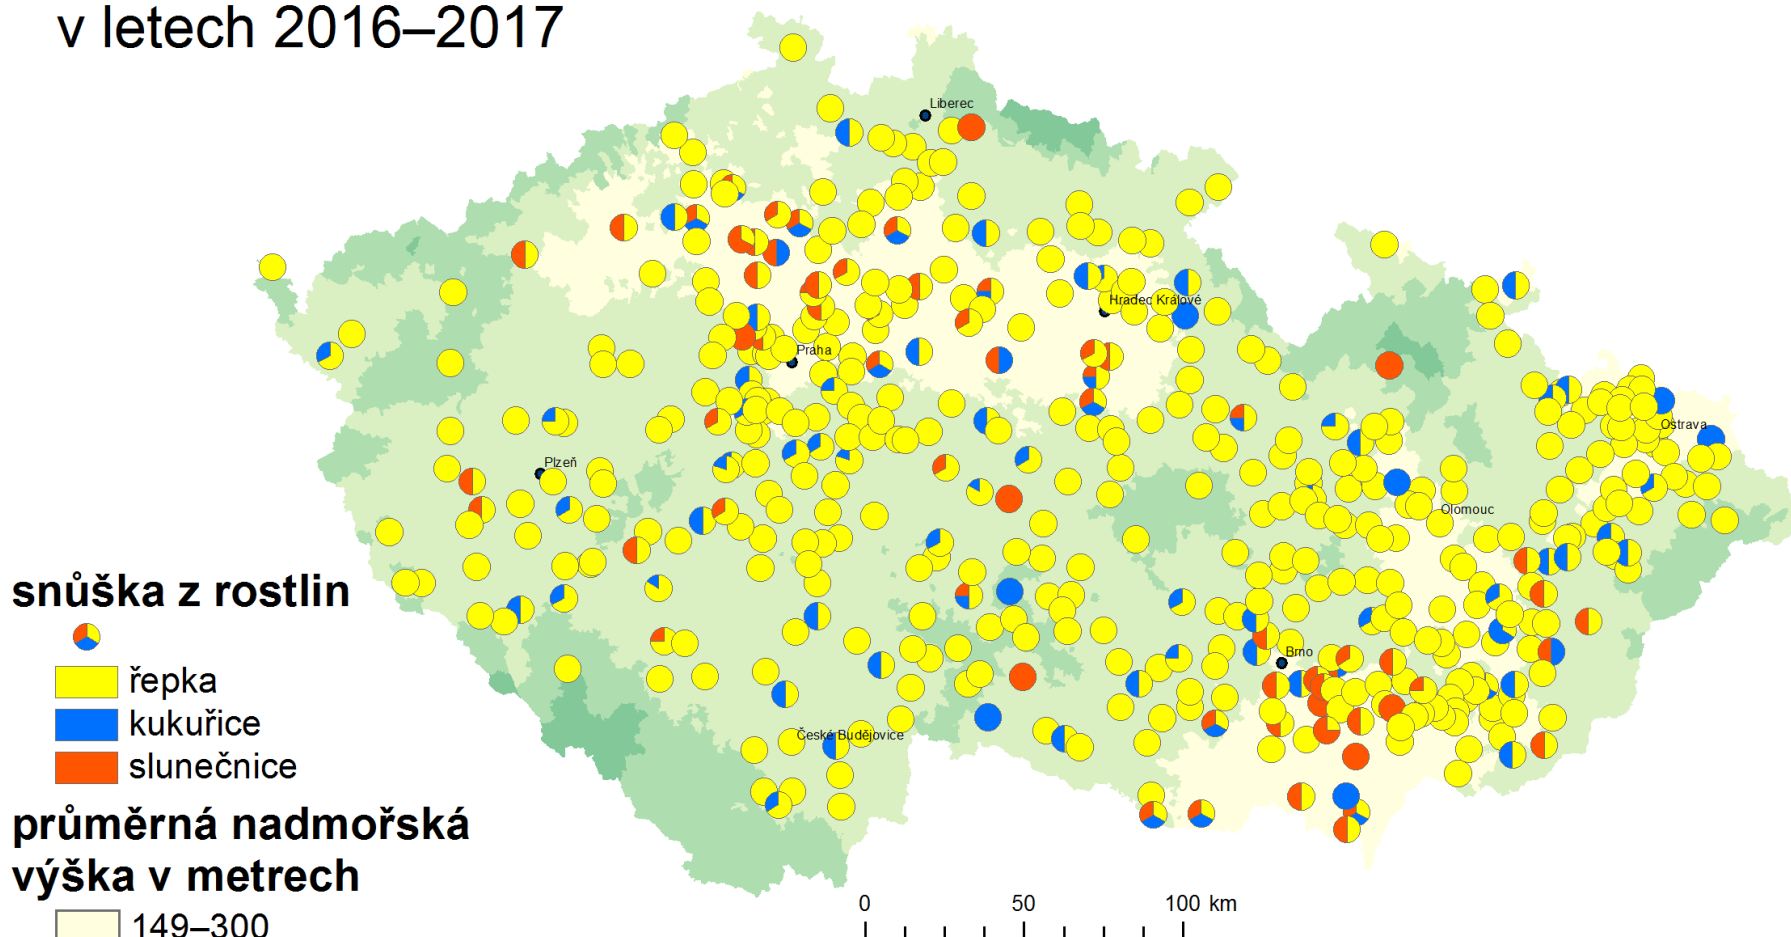 v letech 2016–2017
Liberec
Hradec Králové
Praha
Ostrava
Plzeň
Olomouc
snůška z rostlin
řepka
Brno
kukuřice
České Budějovice
slunečnice
průměrná nadmořská
výška v metrech
149–300
0 50 100 km